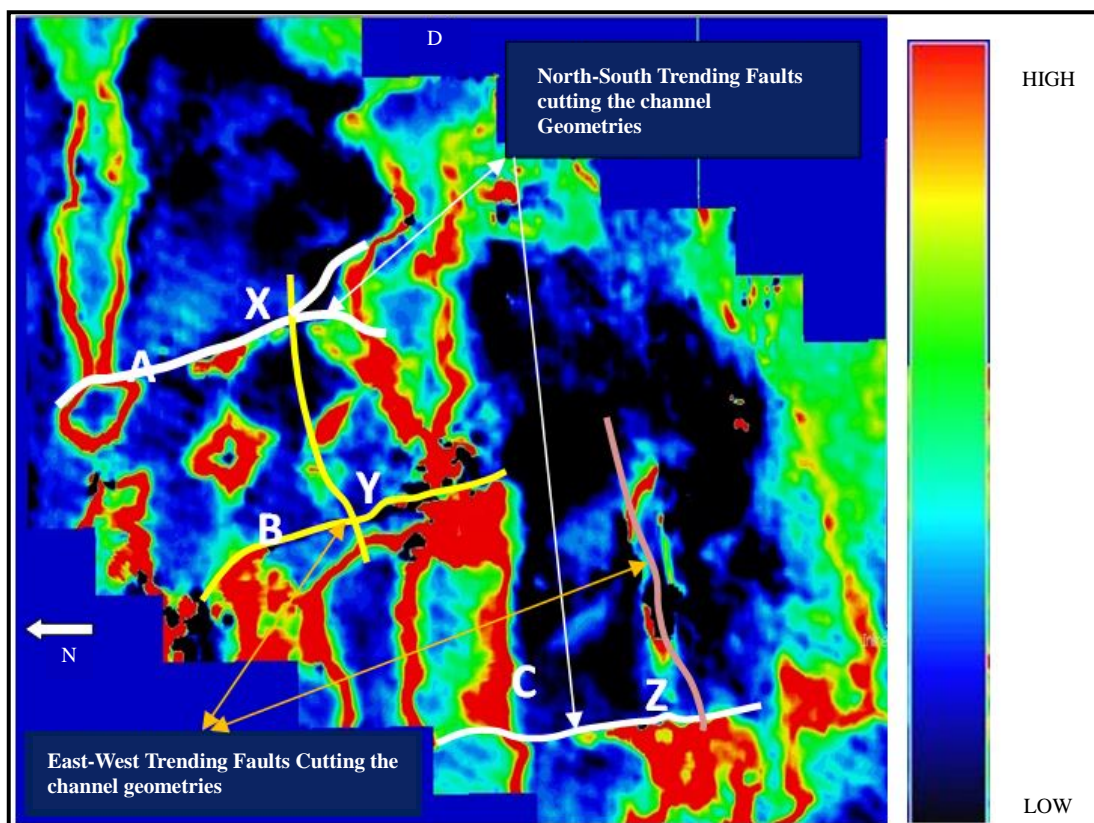 D
North-South Trending Faults
cutting the channel
Geometries
HIGH
X
A
Y
B
N
C
Z
East-West Trending Faults Cutting the
channel geometries
LOW